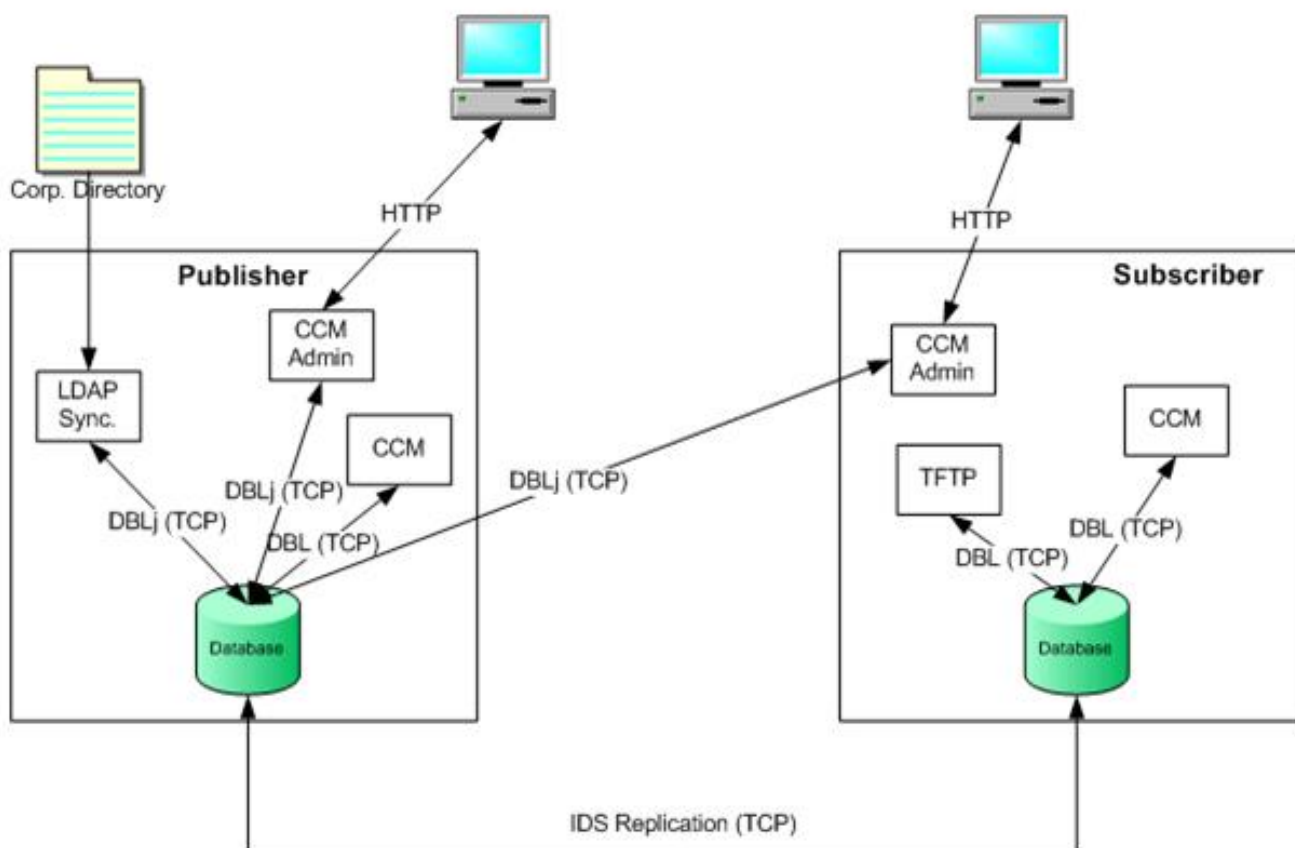 Corp. Directory
HTTP
HTTP
Publisher
Subscriber
CCM
Admin
CCM
Admin
LDAP
Sync.
CCM
CCM
TFTP
DBLj (TCP)
DBLj (TCP)
DBLj (TCP)
DBL (TCP)
DBL (TCP)
DBL (TCP)
Database
Database
IDS Replication (TCP)